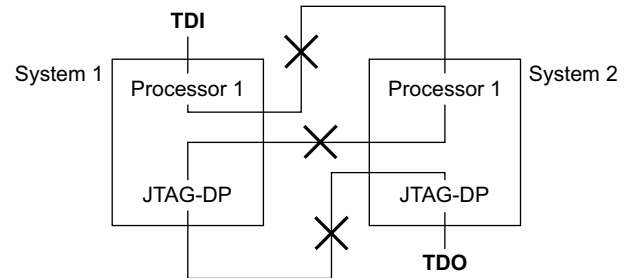 TDI
System 1
Processor 1
Processor 1
System 2
JTAG-DP
JTAG-DP
TDO